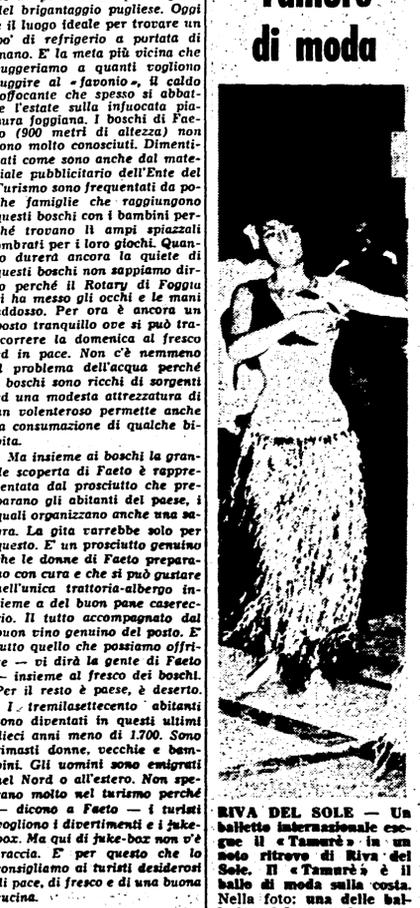 del brigantaggio pugliese. Oggi
è il luogo ideale per trovare un
po' di refrigerio a portata di
mano. E' la meta più vicina che
suggeriamo a quanti vogliono
fuggire al «favonio», il caldo
soffocante che spesso si abbat-
te l'estate sulla infuocata pia-
nura foggiana. I boschi di Fae-
to (900 metri di altezza) non
sono molto conosciuti. Dimenti-
cati come sono anche dal mate-
riale pubblicitario dell'Ente del
Turismo sono frequentati da po-
che famiglie che raggiungono
questi boschi con i bambini per-
ché trovano lì ampi spiazzali
ombrati per i loro giochi. Quan-
to durerà ancora la quiete di
questi boschi non sappiamo dir-
lo perché il Rotary di Foggia
ci ha messo gli occhi e le mani
addosso. Per ora è ancora un
posto tranquillo ove si può tra-
scorrere la domenica al fresco
ed in pace. Non c'è nemmeno
il problema dell'acqua perché
i boschi sono ricchi di sorgenti
ed una modesta attrezzatura di
un volenteroso permette anche
la consumazione di qualche bi-
bita.
Ma insieme ai boschi la gran-
de scoperta di Faeto è rappre-
sentata dal prosciutto che pre-
parano gli abitanti del paese, i
quali organizzano anche una sa-
gra. La gita varrebbe solo per
questo. E' un prosciutto genuino
che le donne di Faeto prepara-
no con cura e che si può gustare
nell'unica trattoria-albergo in-
sieme a del buon pane caserec-
cio. Il tutto accompagnato dal
buon vino genuino del posto. E'
tutto quello che possiamo offri-
re — vi dirà la gente di Faeto
— insieme al fresco dei boschi.
Per il resto è paese, è deserto.
I tremilasettecento abitanti
sono diventati in questi ultimi
dieci anni meno di 1.700. Sono
rimasti donne, vecchie e bam-
bini. Gli uomini sono emigrati
nel Nord o all'estero. Non spe-
rano molto nel turismo perché
— dicono a Faeto — i turisti
vogliono i divertimenti e i juke-
box. Ma qui di juke-box non v'è
traccia. E' per questo che lo
consigliamo ai turisti desiderosi
di pace, di fresco e di una buona
cucina.
di moda
RIVA DEL SOLE — Un
balletto internazionale ese-
gue il «Tamurè» in un
noto ritrovo di Riva del
Sole. Il «Tamurè» è il
ballo di moda sulla costa.
Nella foto: una delle bal-